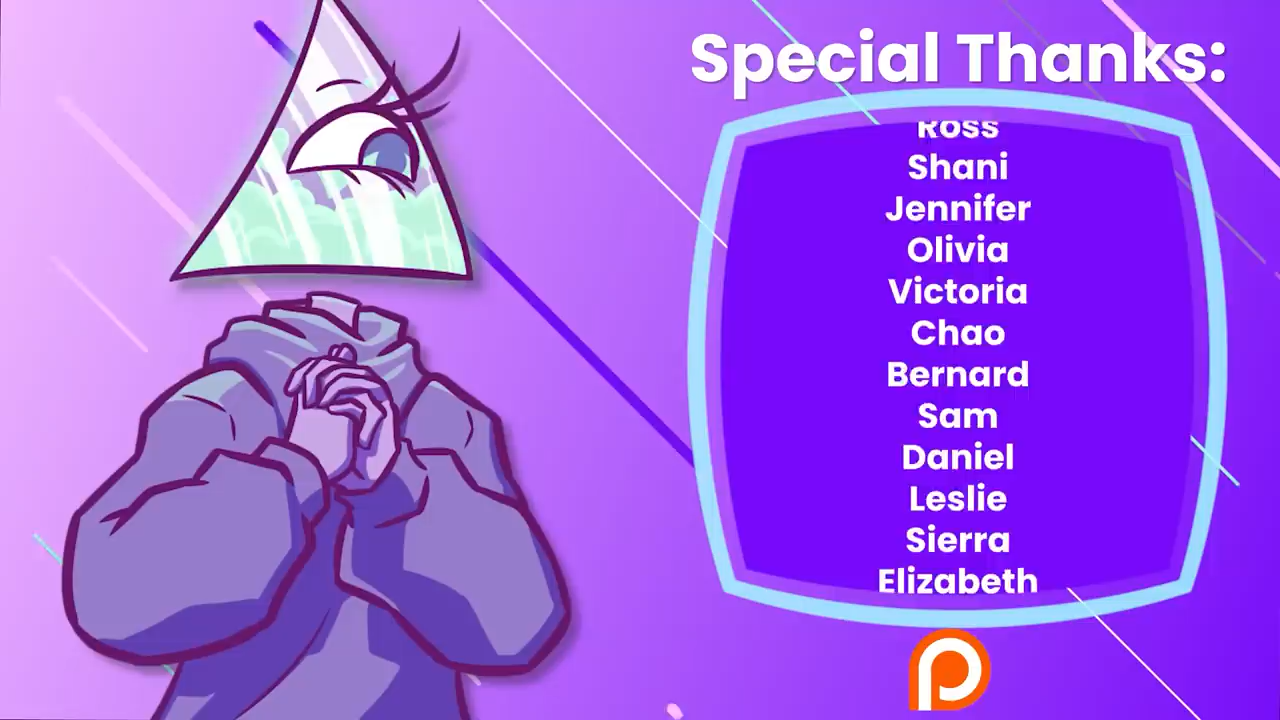 Special Thanks:
Ross
Shani
Jennifer
Olivia
Victoria
Chao
Bernard
Sam
Daniel
Leslie
Sierra
Elizabeth